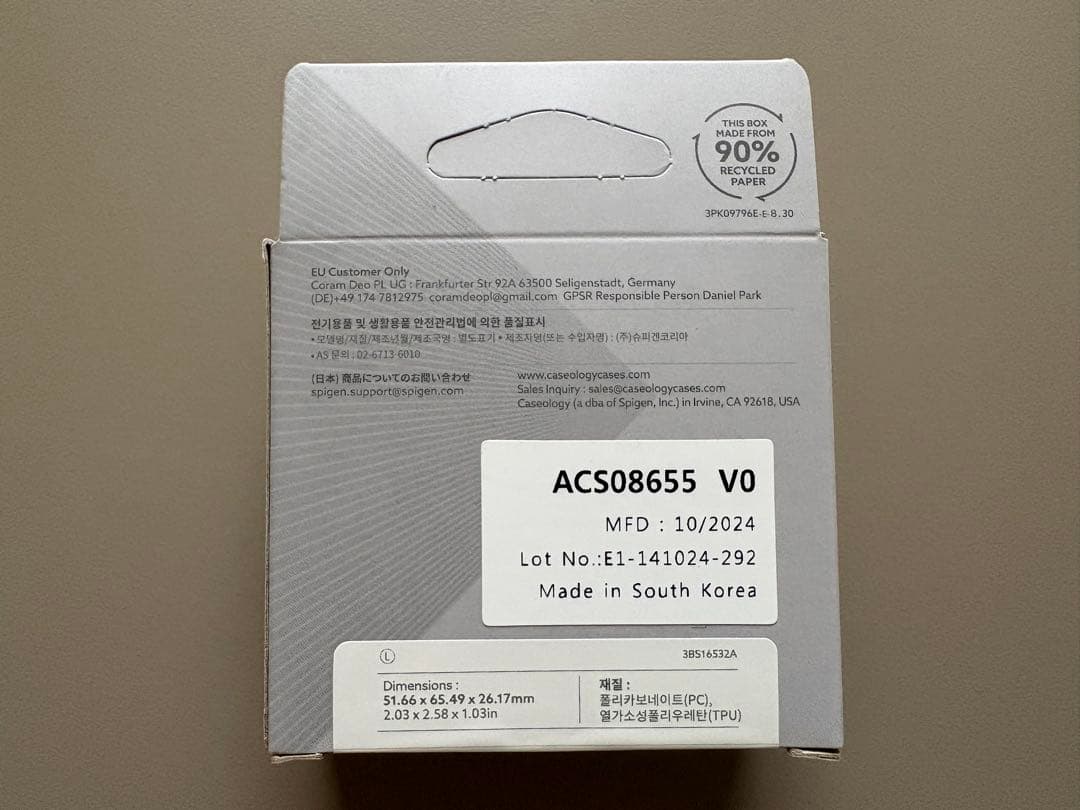 THIS BOX
MADE FROM
90%
RECYCLED
PAPER
3PK09796E-E-8.30
EU Customer Only
Coram Deo PL UG : Frankfurter Str 92A 63500 Seligenstadt, Germany
(DE)+49 174 7812975 coramdeopl@gmail.com GPSR Responsible Person Daniel Park
전기용품 및 생활용품 안전관리법에 의한 품질표시
• 모델명/재질/제조년월/제조국명 : 별도표기 • 제조자명(또는 수입자명) : (주)슈피겐코리아
• AS 문의 : 02-6713-6010
(日本) 商品についてのお問い合わせ
spigen.support@spigen.com
www.caseologycases.com
Sales Inquiry : sales@caseologycases.com
Caseology (a dba of Spigen, Inc.) in Irvine, CA 92618, USA
ACS08655 V0
MFD : 10/2024
Lot No.:E1-141024-292
Made in South Korea
Ⓛ
3BS16532A
Dimensions :
51.66 x 65.49 x 26.17mm
2.03 x 2.58 x 1.03in
재질 :
폴리카보네이트(PC),
열가소성폴리우레탄(TPU)